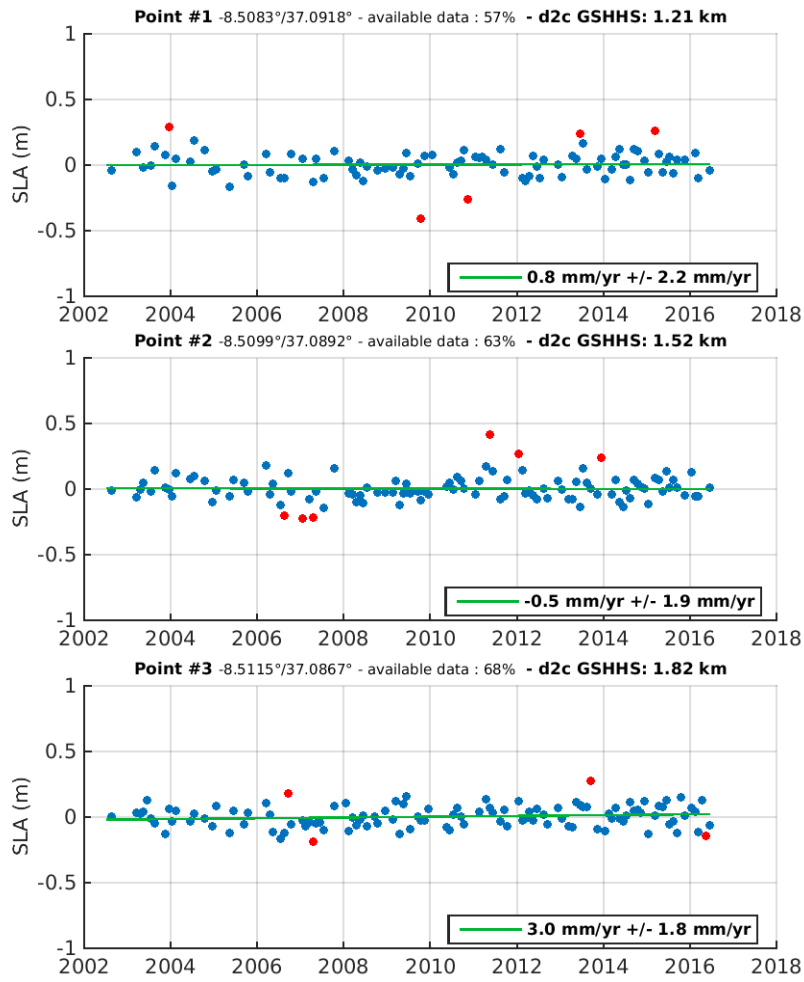 Point #1 -8.5083°/37.0918° - available data : 57% - d2c GSHHS: 1.21 km
1
0.5
0
-0.5
-1
SLA (m)
0.8 mm/yr +/- 2.2 mm/yr
2002 2004 2006 2008 2010 2012 2014 2016 2018
Point #2 -8.5099°/37.0892° - available data : 63% - d2c GSHHS: 1.52 km
1
0.5
0
-0.5
-1
SLA (m)
-0.5 mm/yr +/- 1.9 mm/yr
2002 2004 2006 2008 2010 2012 2014 2016 2018
Point #3 -8.5115°/37.0867° - available data : 68% - d2c GSHHS: 1.82 km
1
0.5
0
-0.5
-1
SLA (m)
3.0 mm/yr +/- 1.8 mm/yr
2002 2004 2006 2008 2010 2012 2014 2016 2018